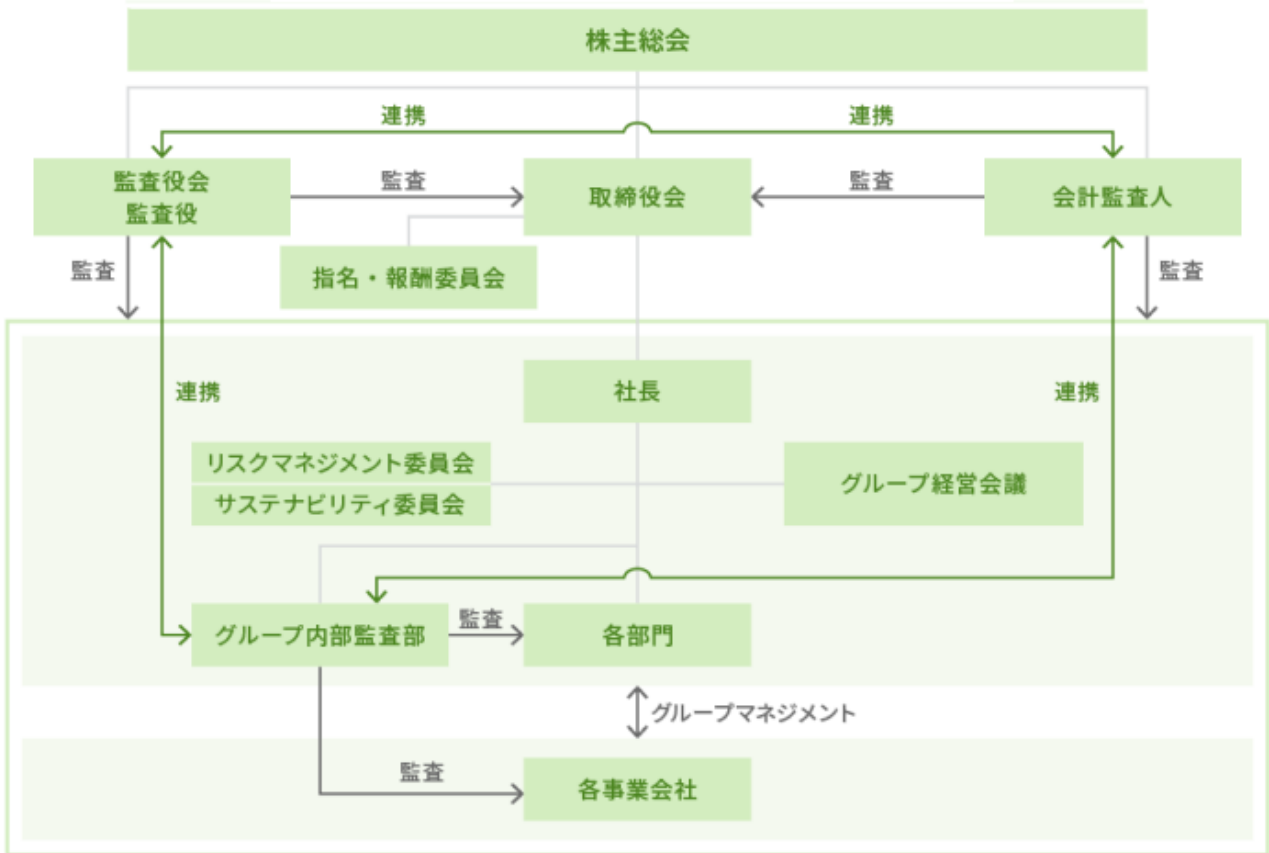 株主総会
連携
連携
監査役会
監査役
監査
取締役会
監査
会計監査人
監査
指名・報酬委員会
監査
連携
社長
連携
リスクマネジメント委員会
サステナビリティ委員会
グループ経営会議
グループ内部監査部
監査
各部門
グループマネジメント
監査
各事業会社